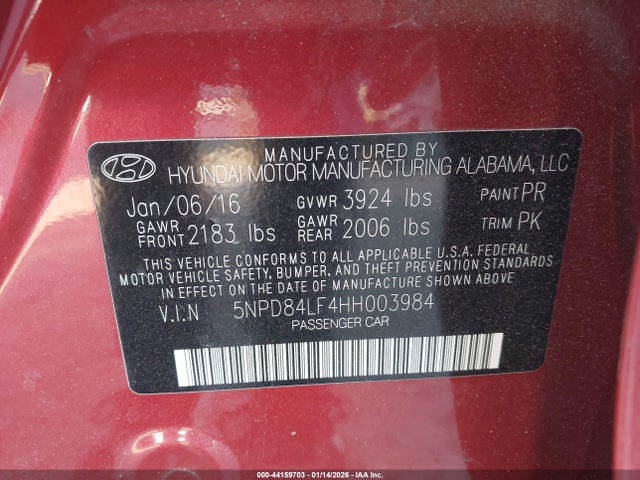 MANUFACTURED BY
HYUNDAI MOTOR MANUFACTURING ALABAMA, LLC
Jan/06/16 GVWR 3924 lbs PAINT PR
GAWR FRONT 2183 lbs GAWR REAR 2006 lbs TRIM PK
THIS VEHICLE CONFORMS TO ALL APPLICABLE U.S.A. FEDERAL
MOTOR VEHICLE SAFETY, BUMPER, AND THEFT PREVENTION
STANDARDS IN EFFECT ON THE DATE OF MANUFACTURE SHOWN ABOVE.
V.I.N 5NPD84LF4HH003984
PASSENGER CAR
000-44159703 - 01/14/2026 - IAA Inc.